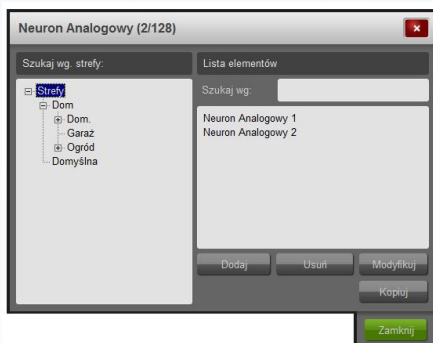 Neuron Analogowy (2/128)
Szukaj wg. strefy:
Strefy
Dom
Dom.
Garaż
Ogród
Domyślna
Lista elementów
Szukaj wg:
Neuron Analogowy 1
Neuron Analogowy 2
Dodaj
Usuń
Modyfikuj
Kopiuj
Zamknij